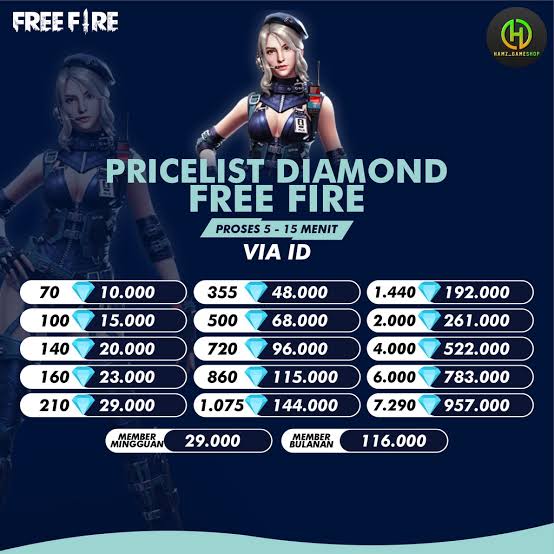 FREE FIRE
HAMZ_GAMESHOP
PRICELIST DIAMOND
FREE FIRE
PROSES 5 - 15 MENIT
VIA ID
70 10.000
100 15.000
140 20.000
160 23.000
210 29.000
355 48.000
500 68.000
720 96.000
860 115.000
1.075 144.000
1.440 192.000
2.000 261.000
4.000 522.000
6.000 783.000
7.290 957.000
MEMBER
MINGGUAN 29.000
MEMBER
BULANAN 116.000